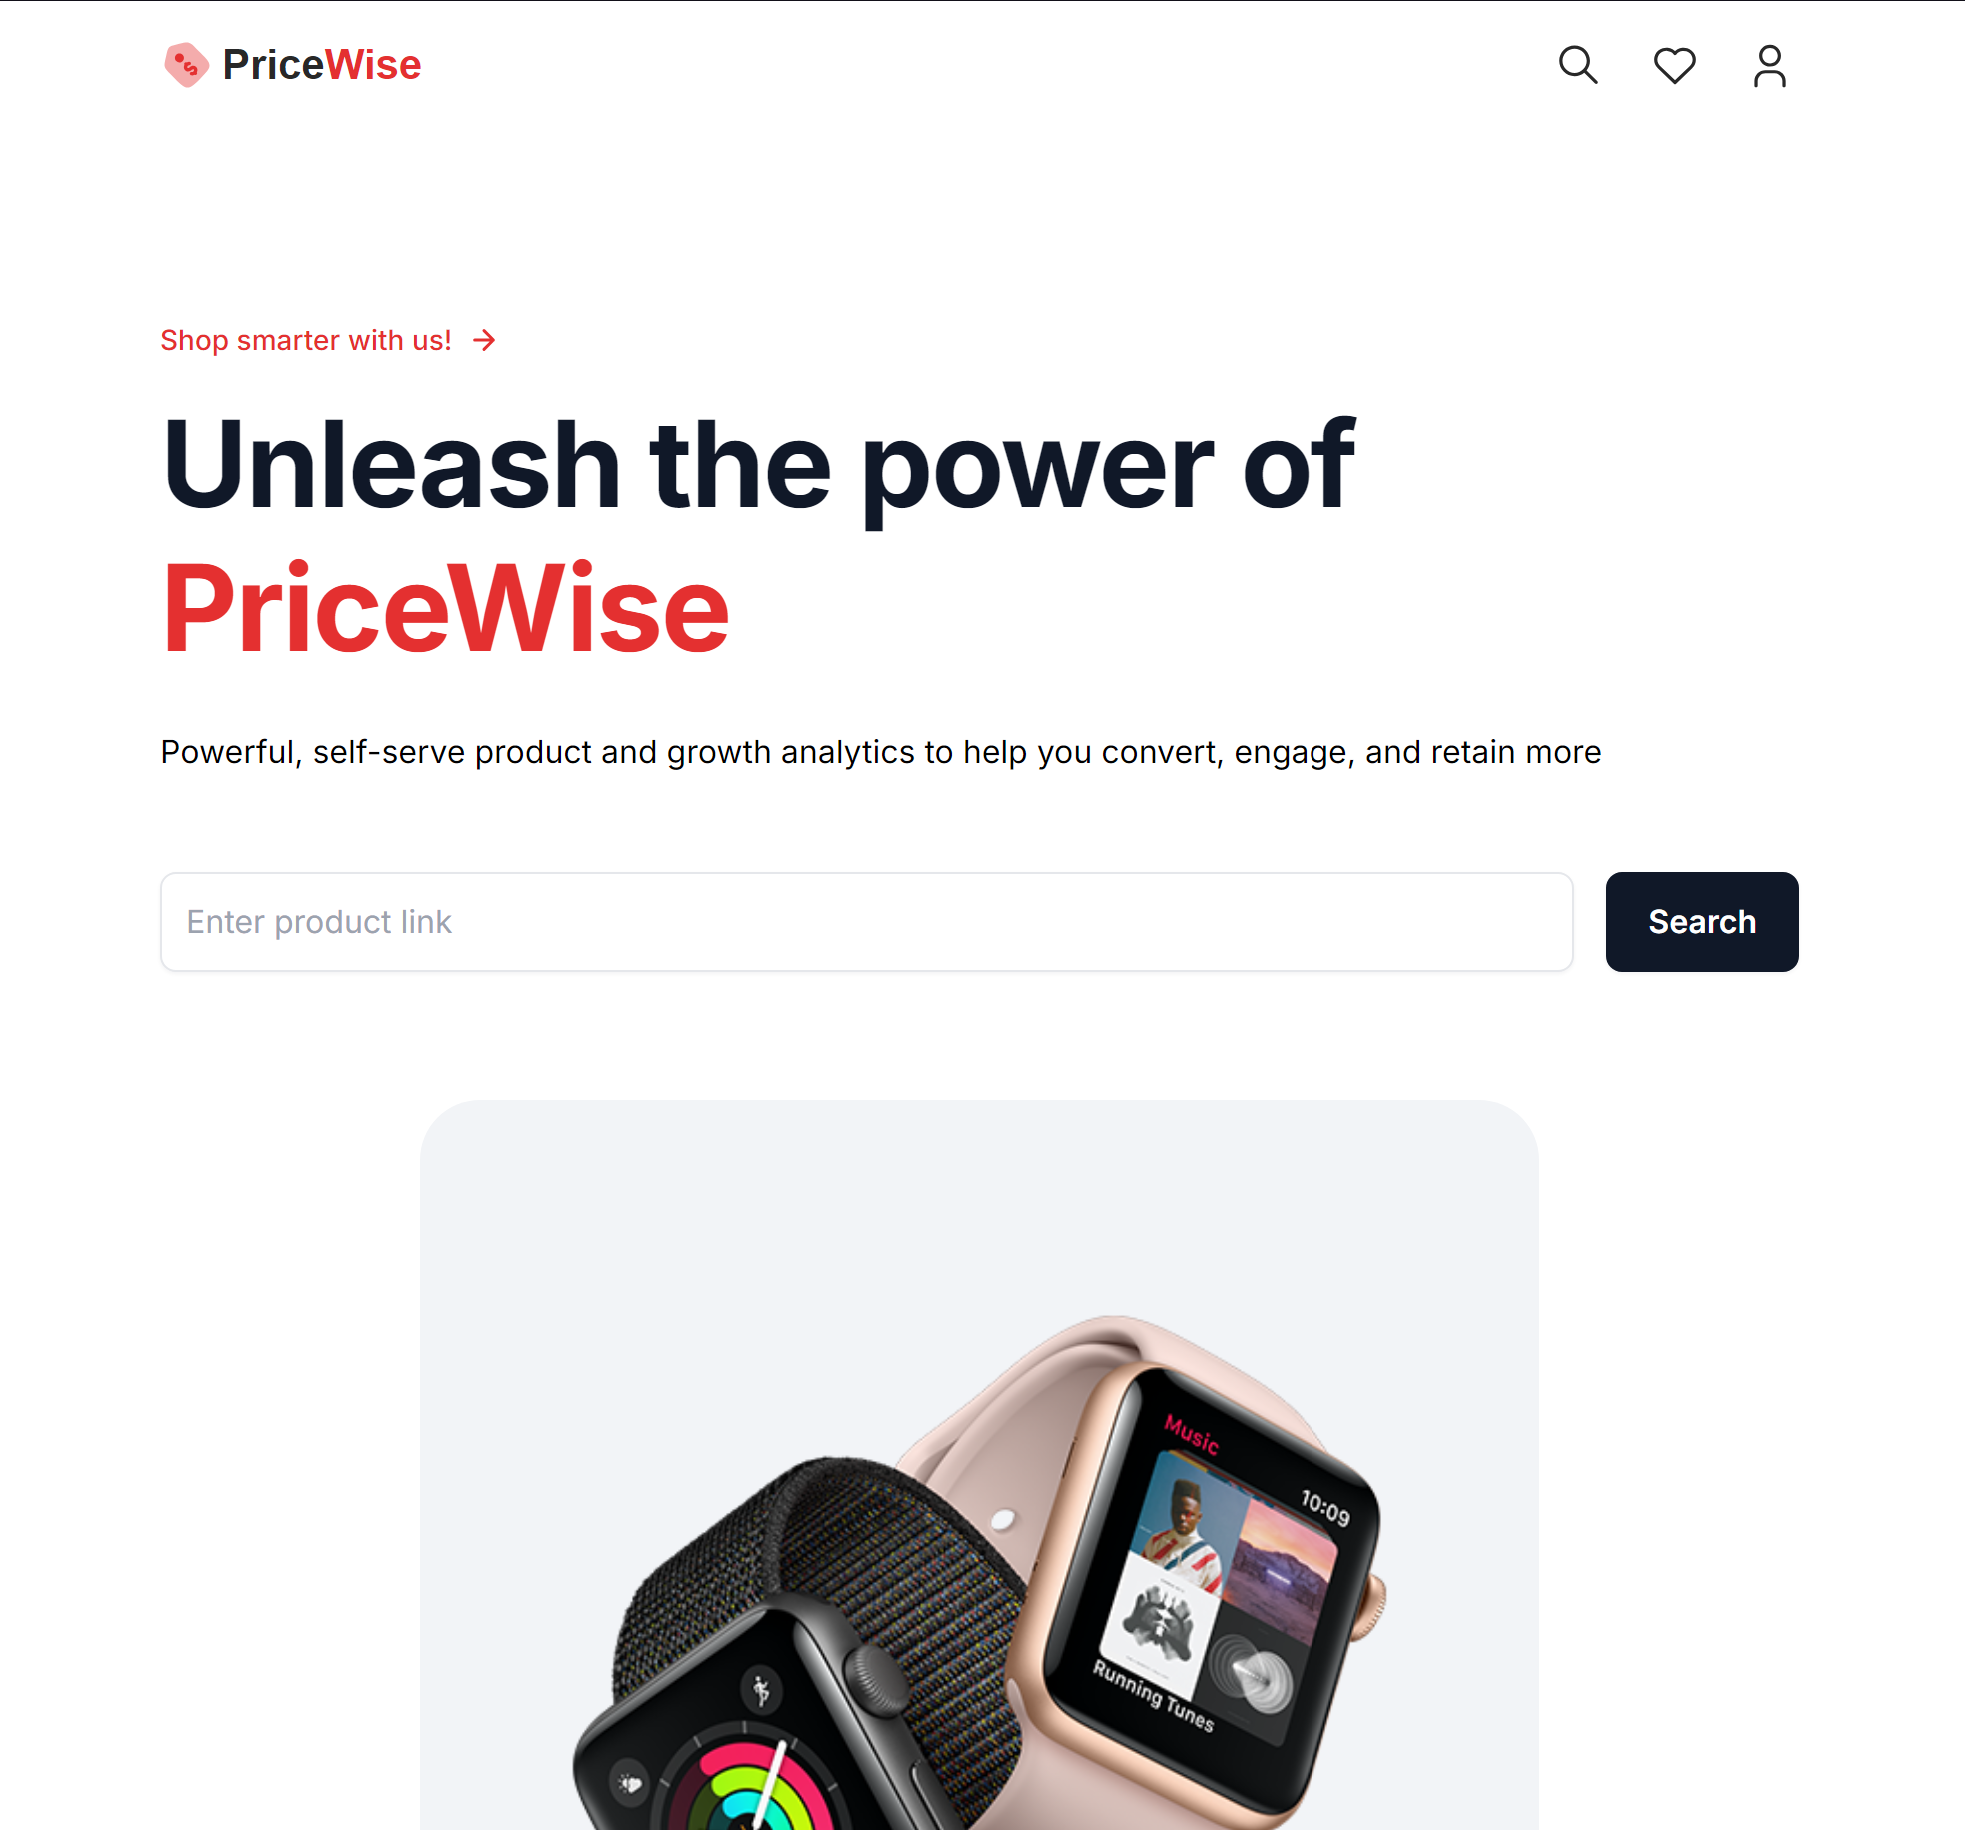 PriceWise
Shop smarter with us!
Unleash the power of
PriceWise
Powerful, self-serve product and growth analytics to help you convert, engage, and retain more
Enter product link
Search
Music
10:09
Running Tunes